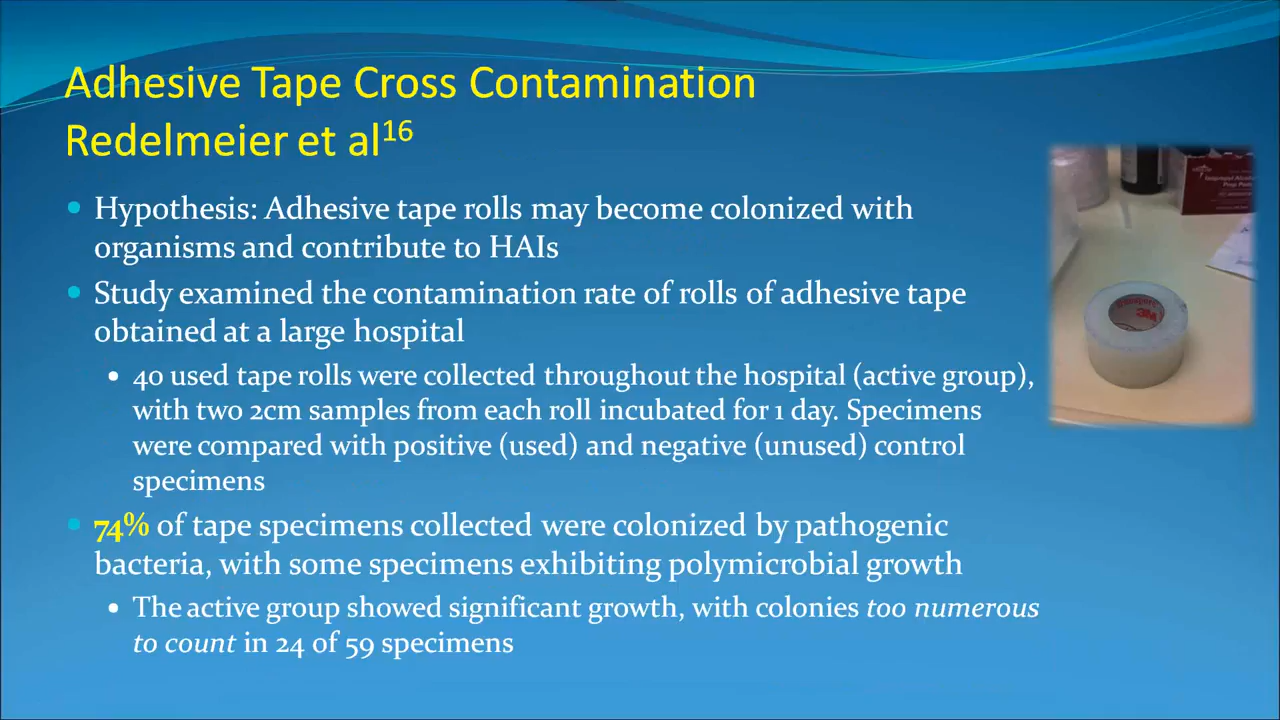 Adhesive Tape Cross Contamination
Redelmeier et al16
• Hypothesis: Adhesive tape rolls may become colonized with
organisms and contribute to HAIs
• Study examined the contamination rate of rolls of adhesive tape
obtained at a large hospital
• 40 used tape rolls were collected throughout the hospital (active group),
with two 2cm samples from each roll incubated for 1 day. Specimens
were compared with positive (used) and negative (unused) control
specimens
• 74% of tape specimens collected were colonized by pathogenic
bacteria, with some specimens exhibiting polymicrobial growth
• The active group showed significant growth, with colonies too numerous
to count in 24 of 59 specimens
Isopropyl Alcohol
Prep Pads
3M